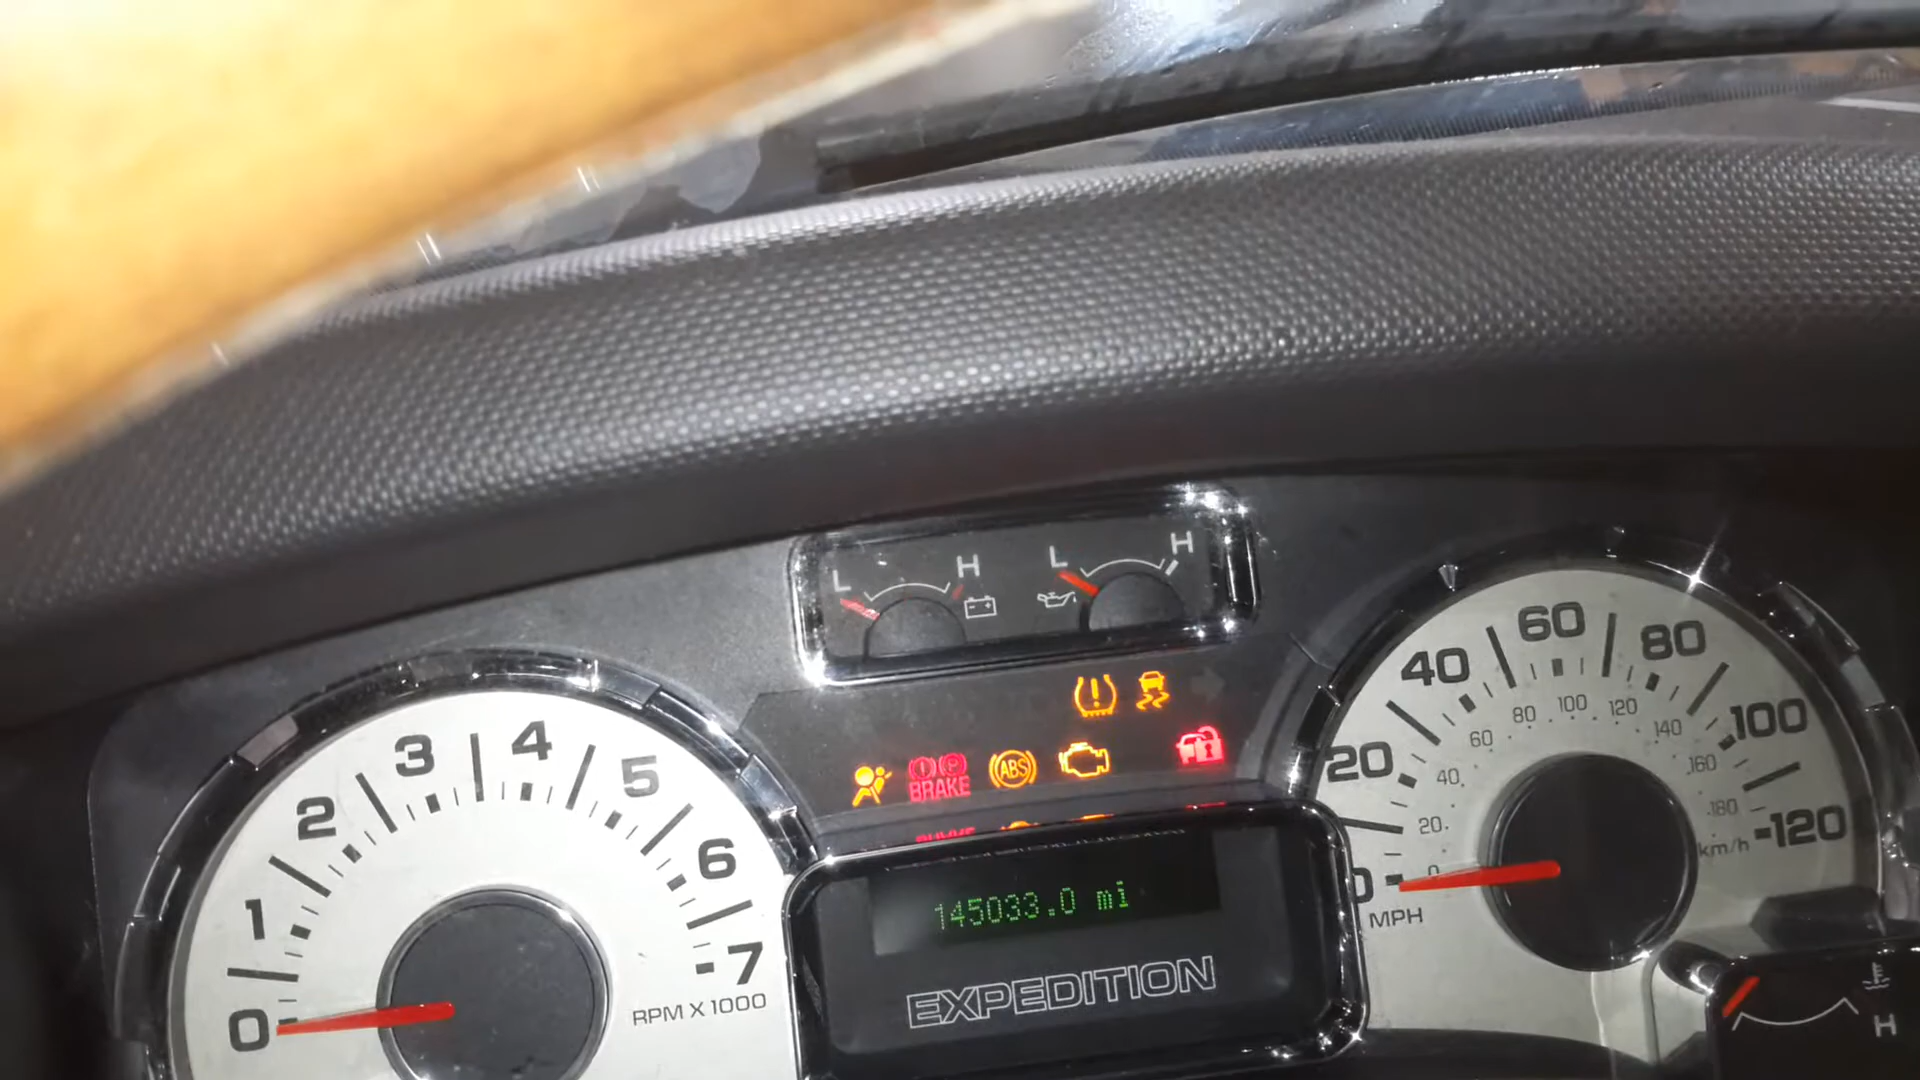 L H
L H
0 1 2 3 4 5 6 7
RPM X 1000
BRAKE
ABS
145033.0 mi
EXPEDITION
0 20 40 60 80 100 120
MPH
0 20 40 60 80 100 120 140 160 180
km/h
H